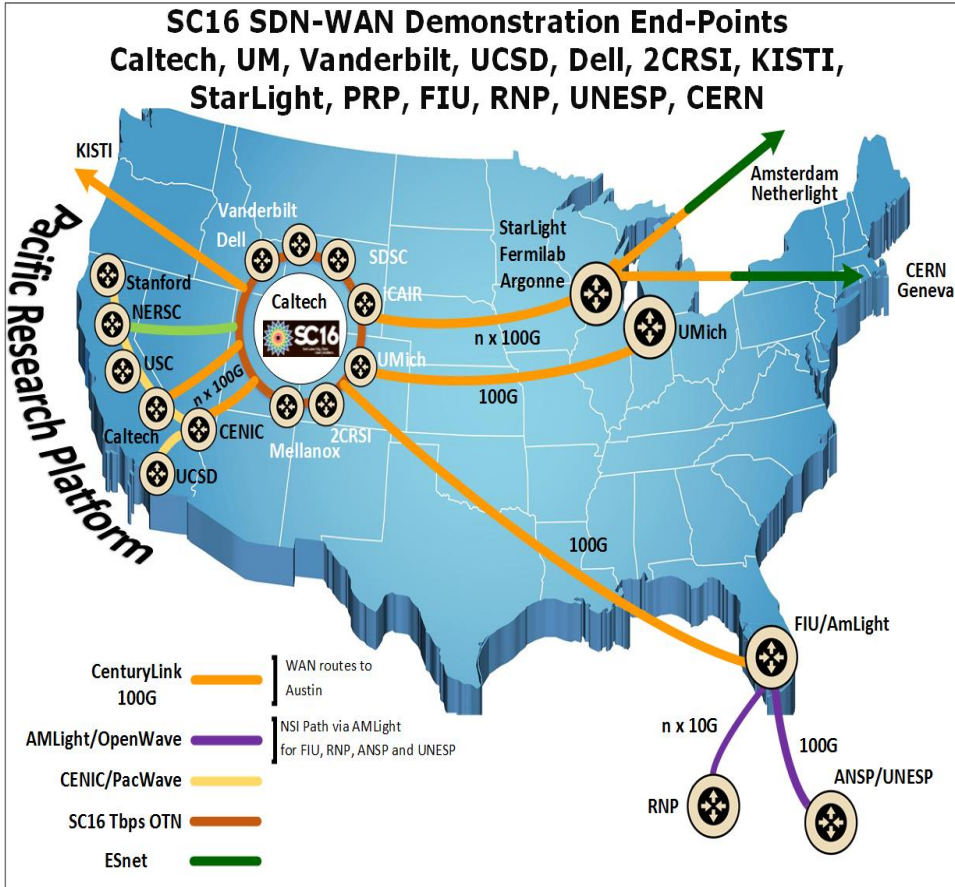 SC16 SDN-WAN Demonstration End-Points
Caltech, UM, Vanderbilt, UCSD, Dell, 2CRSI, KISTI,
StarLight, PRP, FIU, RNP, UNESP, CERN
KISTI
Pacific Research Platform
Vanderbilt
Dell
SDSC
iCAIR
UMich
2CRSI
Mellanox
Caltech
SC16
Stanford
NERSC
USC
Caltech
CENIC
UCSD
n x 100G
StarLight
Fermilab
Argonne
n x 100G
UMich
100G
Amsterdam
Netherlight
CERN
Geneva
100G
FIU/AmLight
n x 10G
100G
RNP
ANSP/UNESP
CenturyLink
100G
WAN routes to
Austin
AMLight/OpenWave
NSI Path via AMLight
for FIU, RNP, ANSP and UNESP
CENIC/PacWave
SC16 Tbps OTN
ESnet